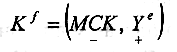 K^f = (MCK, Y^e)
− +